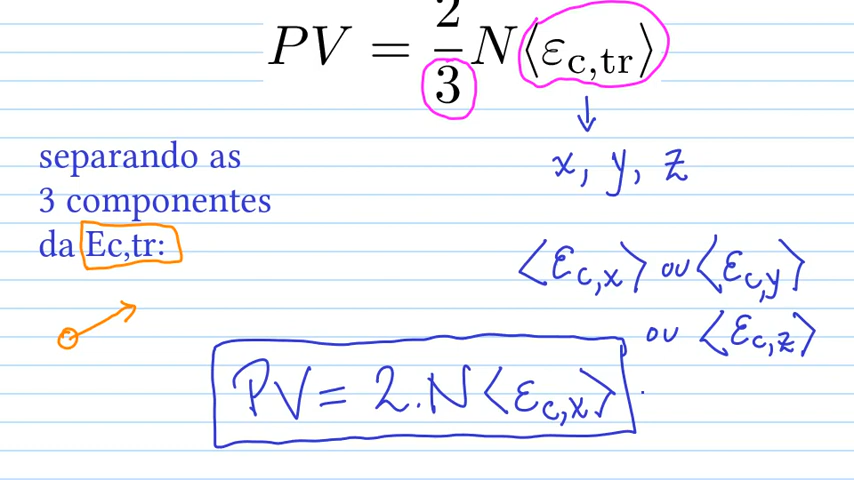 PV = 2/3 N⟨εc,tr⟩
x, y, z
separando as
3 componentes
da Ec,tr:
⟨εc,x⟩ ou ⟨εc,y⟩
ou ⟨εc,z⟩
PV = 2.N⟨εc,x⟩